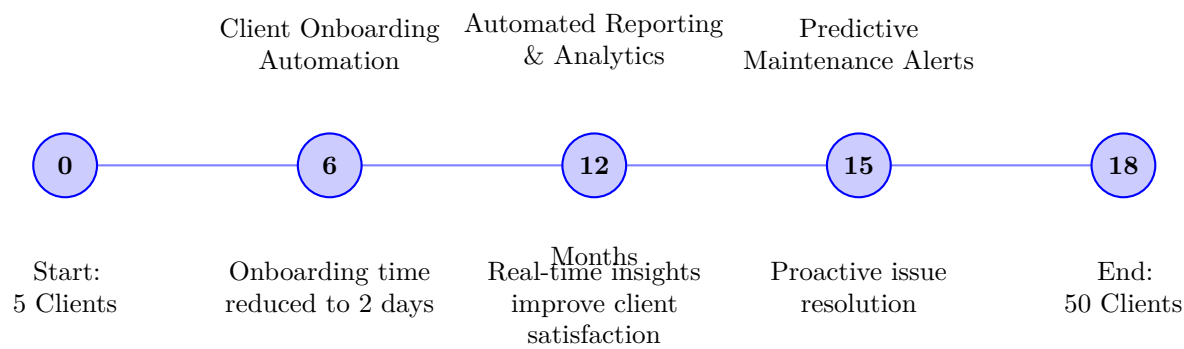 Client Onboarding
Automation
Automated Reporting
& Analytics
Predictive
Maintenance Alerts
0
6
12
15
18
Months
Start:
5 Clients
Onboarding time
reduced to 2 days
Real-time insights
improve client
satisfaction
Proactive issue
resolution
End:
50 Clients